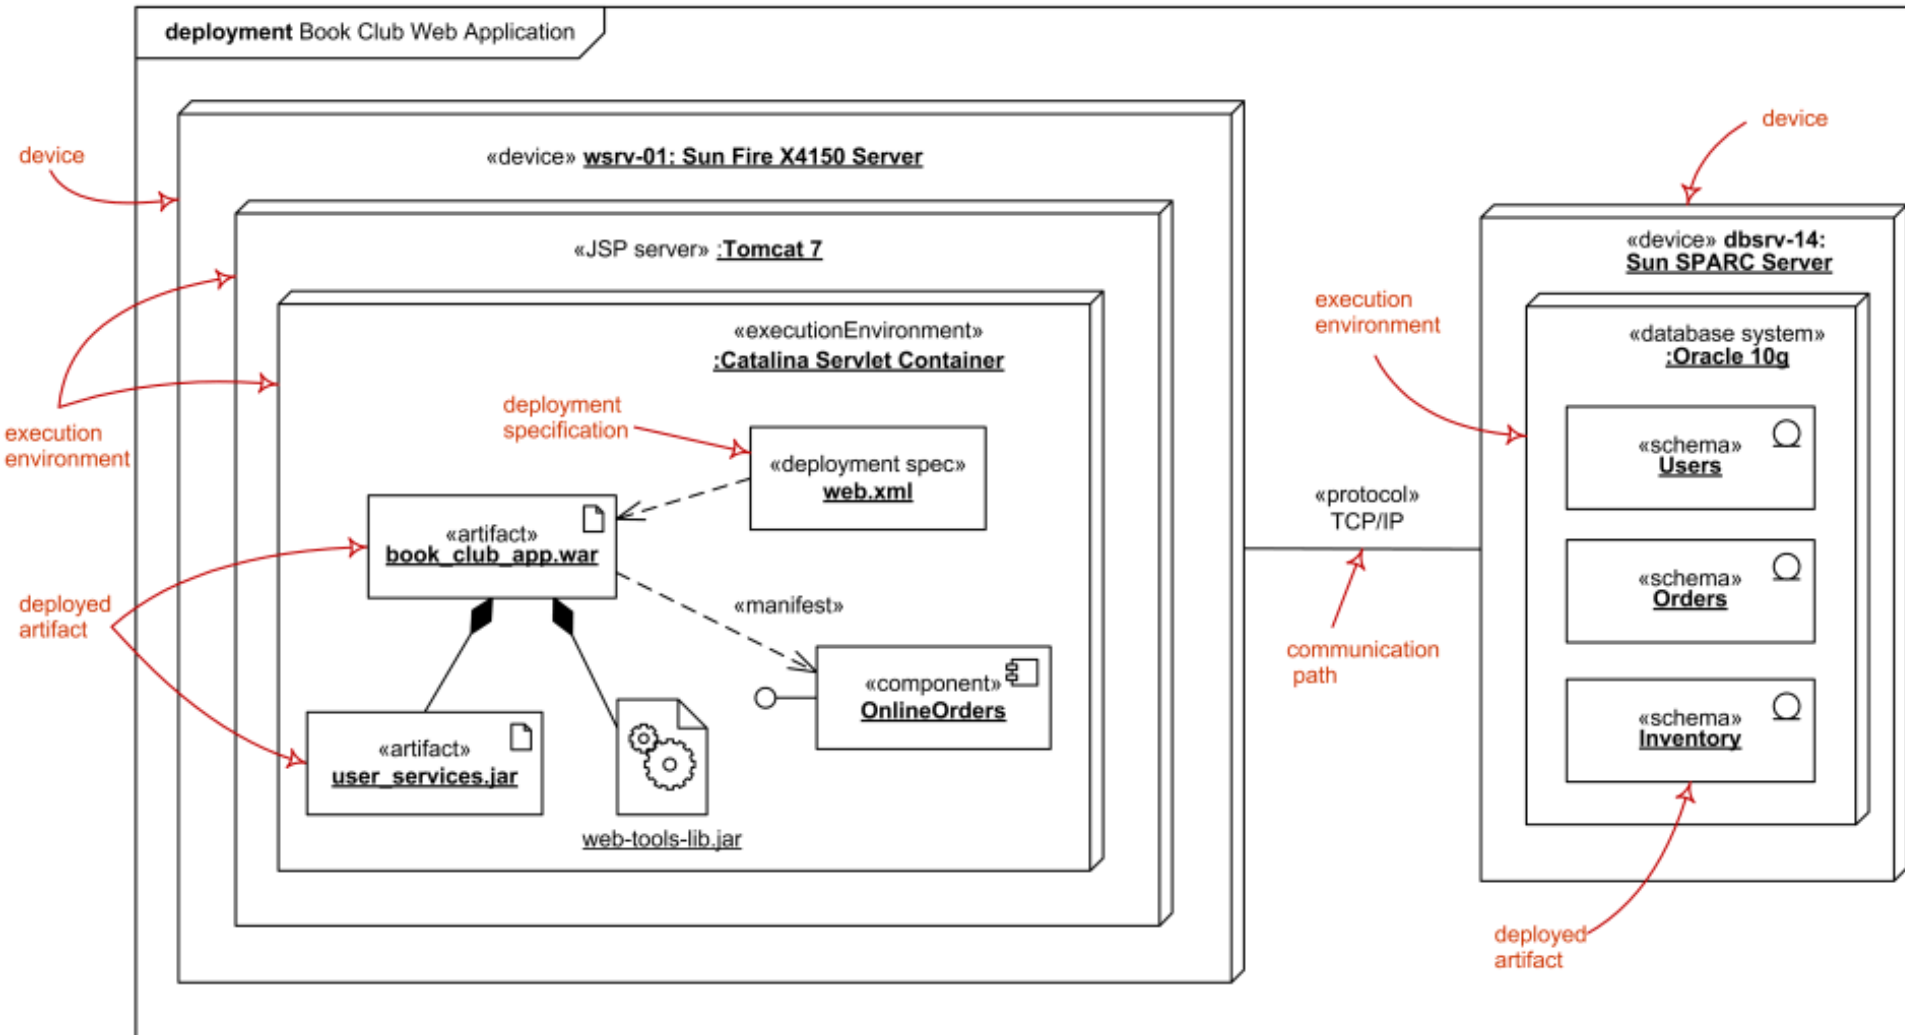 deployment Book Club Web Application
device
«device» wsrv-01: Sun Fire X4150 Server
device
«JSP server» :Tomcat 7
«device» dbsrv-14:
Sun SPARC Server
«executionEnvironment»
:Catalina Servlet Container
execution
environment
«database system»
:Oracle 10g
deployment
specification
execution
environment
«deployment spec»
web.xml
«schema»
Users
«artifact»
book_club_app.war
«protocol»
TCP/IP
deployed
artifact
«manifest»
«schema»
Orders
communication
path
«component»
OnlineOrders
«artifact»
user_services.jar
«schema»
Inventory
web-tools-lib.jar
deployed
artifact